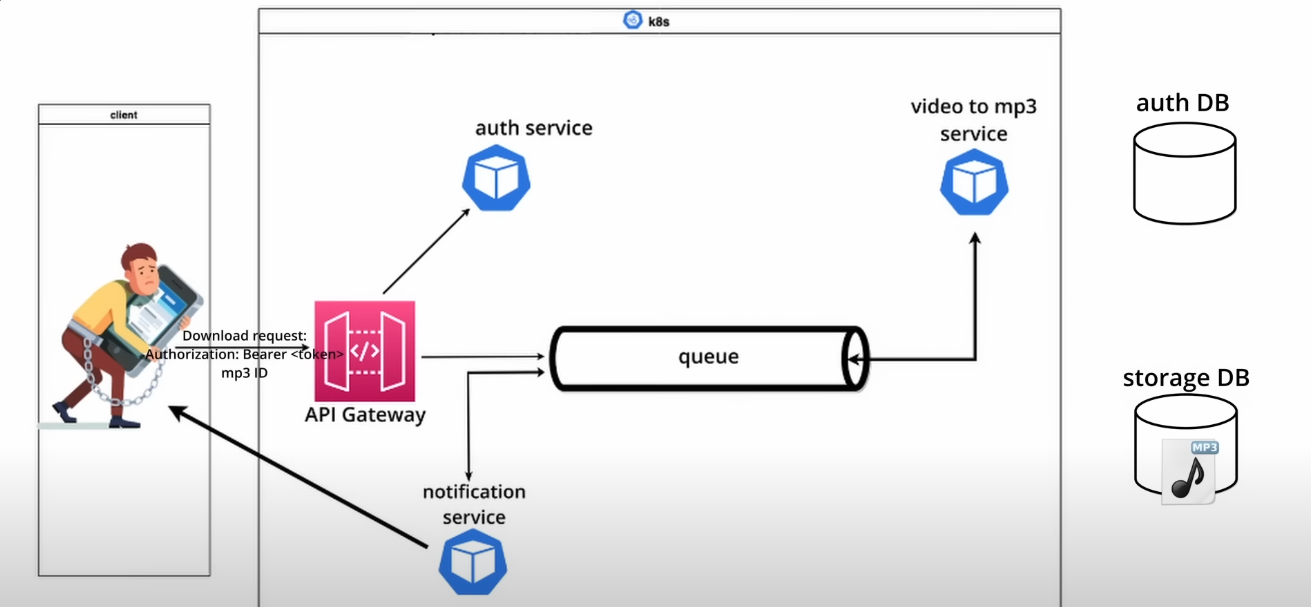 k8s
client
auth service
video to mp3
service
auth DB
Download request:
Authorization: Bearer <token>
mp3 ID
</>
API Gateway
queue
storage DB
MP3
notification
service